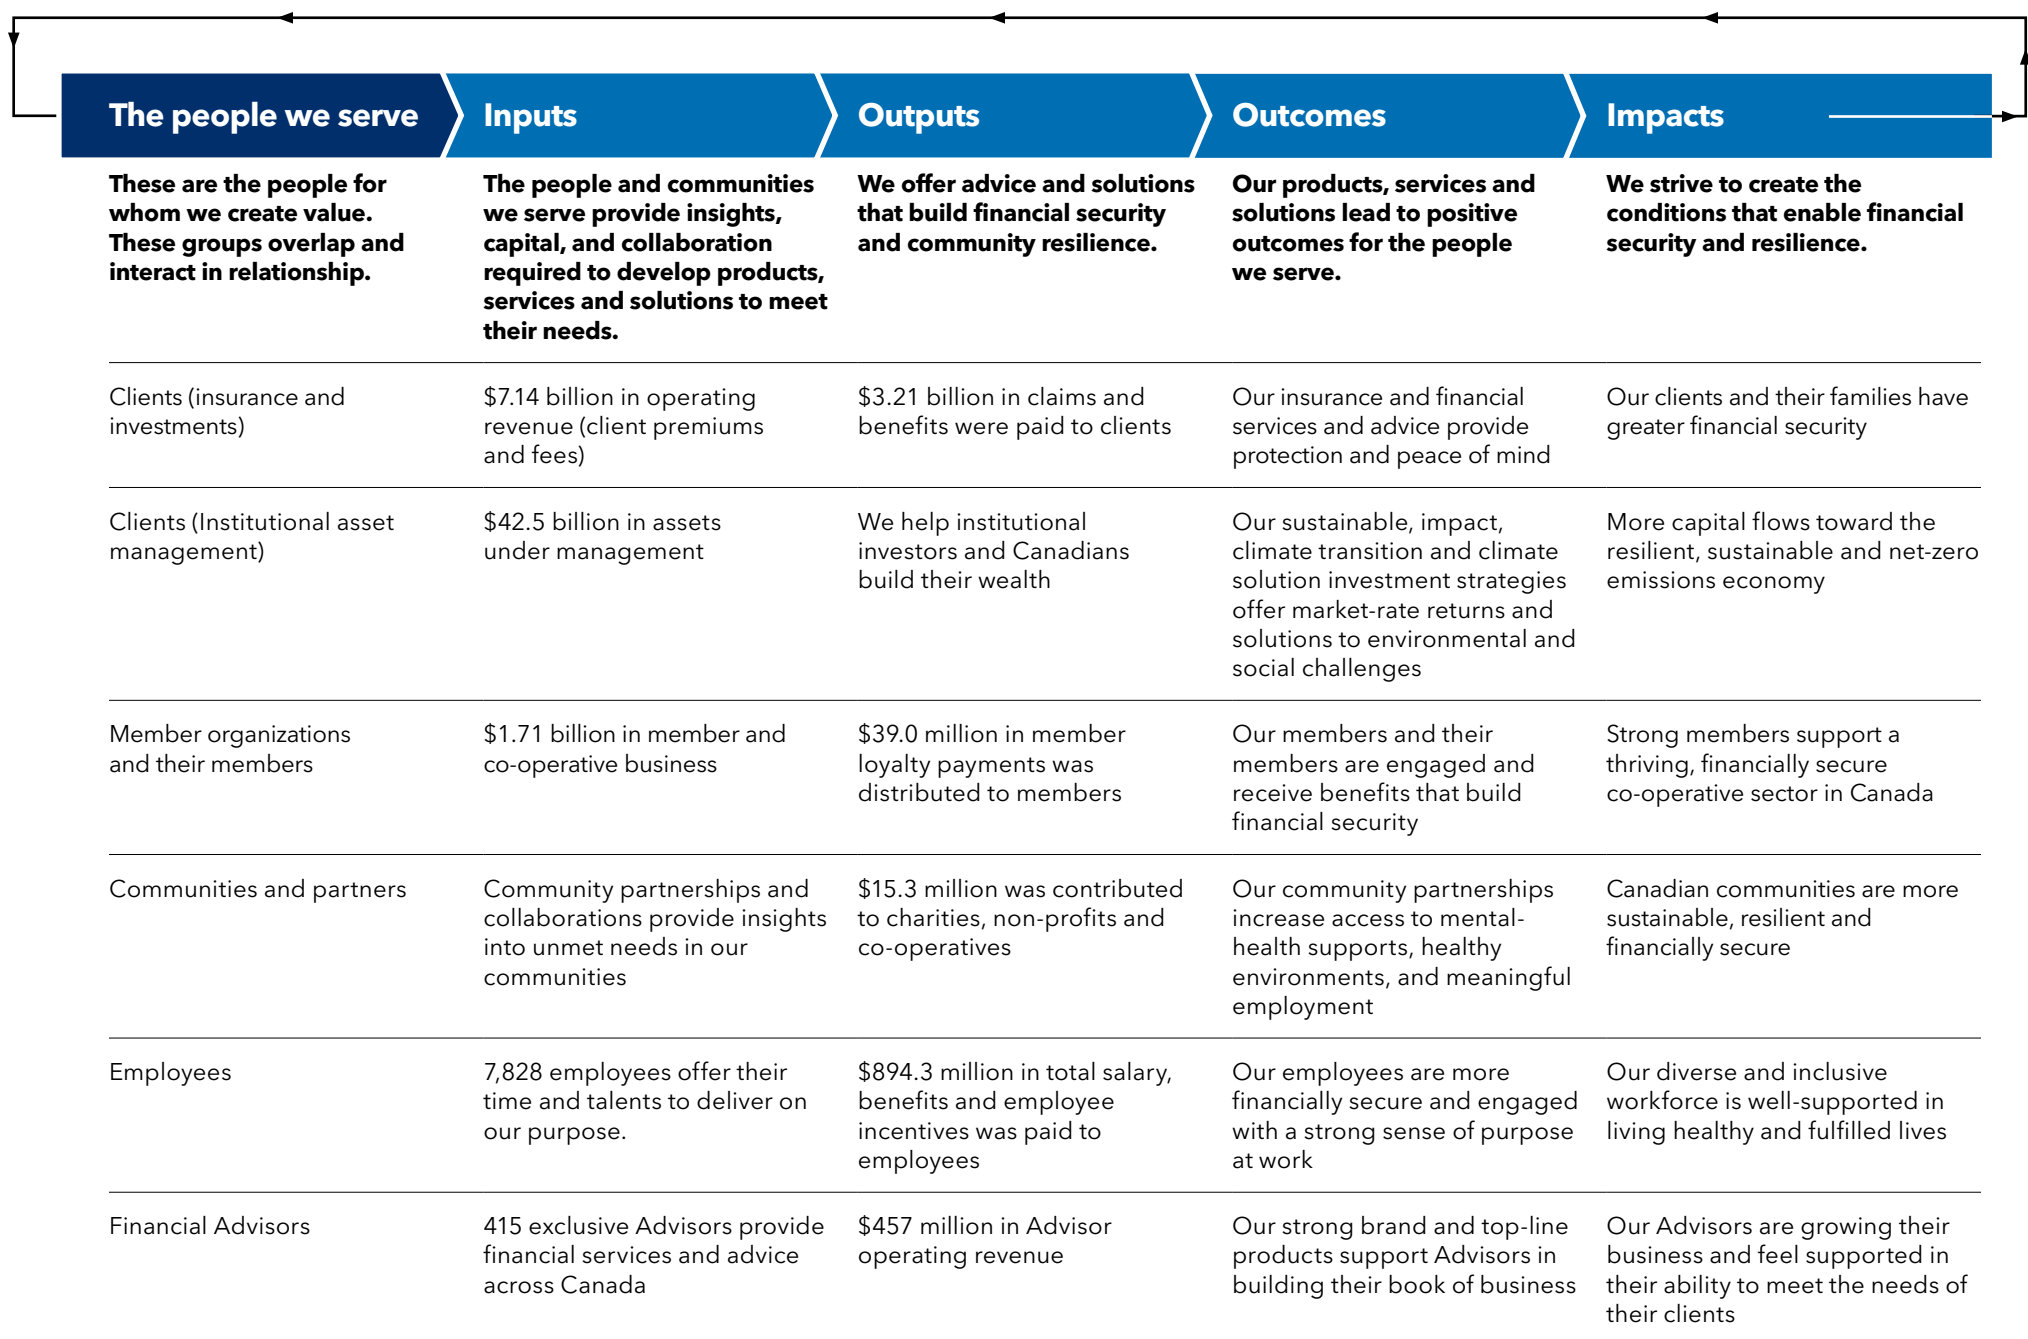 The people we serve
Inputs
Outputs
Outcomes
Impacts
These are the people for
whom we create value.
These groups overlap and
interact in relationship.
The people and communities
we serve provide insights,
capital, and collaboration
required to develop products,
services and solutions to meet
their needs.
We offer advice and solutions
that build financial security
and community resilience.
Our products, services and
solutions lead to positive
outcomes for the people
we serve.
We strive to create the
conditions that enable financial
security and resilience.
Clients (insurance and
investments)
$7.14 billion in operating
revenue (client premiums
and fees)
$3.21 billion in claims and
benefits were paid to clients
Our insurance and financial
services and advice provide
protection and peace of mind
Our clients and their families have
greater financial security
Clients (Institutional asset
management)
$42.5 billion in assets
under management
We help institutional
investors and Canadians
build their wealth
Our sustainable, impact,
climate transition and climate
solution investment strategies
offer market-rate returns and
solutions to environmental and
social challenges
More capital flows toward the
resilient, sustainable and net-zero
emissions economy
Member organizations
and their members
$1.71 billion in member and
co-operative business
$39.0 million in member
loyalty payments was
distributed to members
Our members and their
members are engaged and
receive benefits that build
financial security
Strong members support a
thriving, financially secure
co-operative sector in Canada
Communities and partners
Community partnerships and
collaborations provide insights
into unmet needs in our
communities
$15.3 million was contributed
to charities, non-profits and
co-operatives
Our community partnerships
increase access to mental-
health supports, healthy
environments, and meaningful
employment
Canadian communities are more
sustainable, resilient and
financially secure
Employees
7,828 employees offer their
time and talents to deliver on
our purpose.
$894.3 million in total salary,
benefits and employee
incentives was paid to
employees
Our employees are more
financially secure and engaged
with a strong sense of purpose
at work
Our diverse and inclusive
workforce is well-supported in
living healthy and fulfilled lives
Financial Advisors
415 exclusive Advisors provide
financial services and advice
across Canada
$457 million in Advisor
operating revenue
Our strong brand and top-line
products support Advisors in
building their book of business
Our Advisors are growing their
business and feel supported in
their ability to meet the needs of
their clients